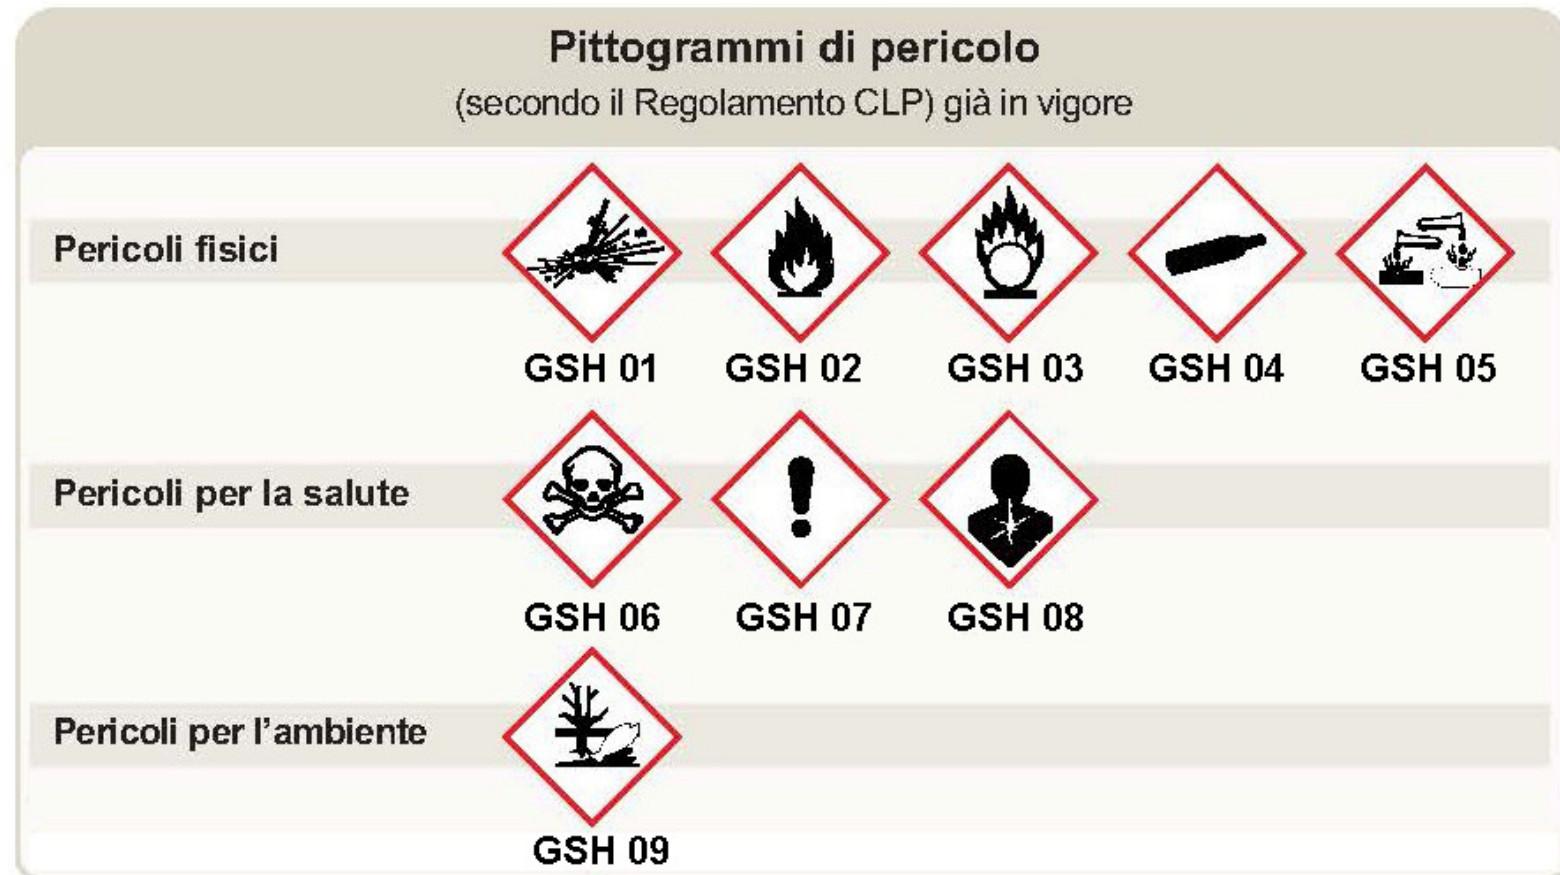 Pittogrammi di pericolo
(secondo il Regolamento CLP) già in vigore
Pericoli fisici
GSH 01 GSH 02 GSH 03 GSH 04 GSH 05
Pericoli per la salute
GSH 06 GSH 07 GSH 08
Pericoli per l'ambiente
GSH 09